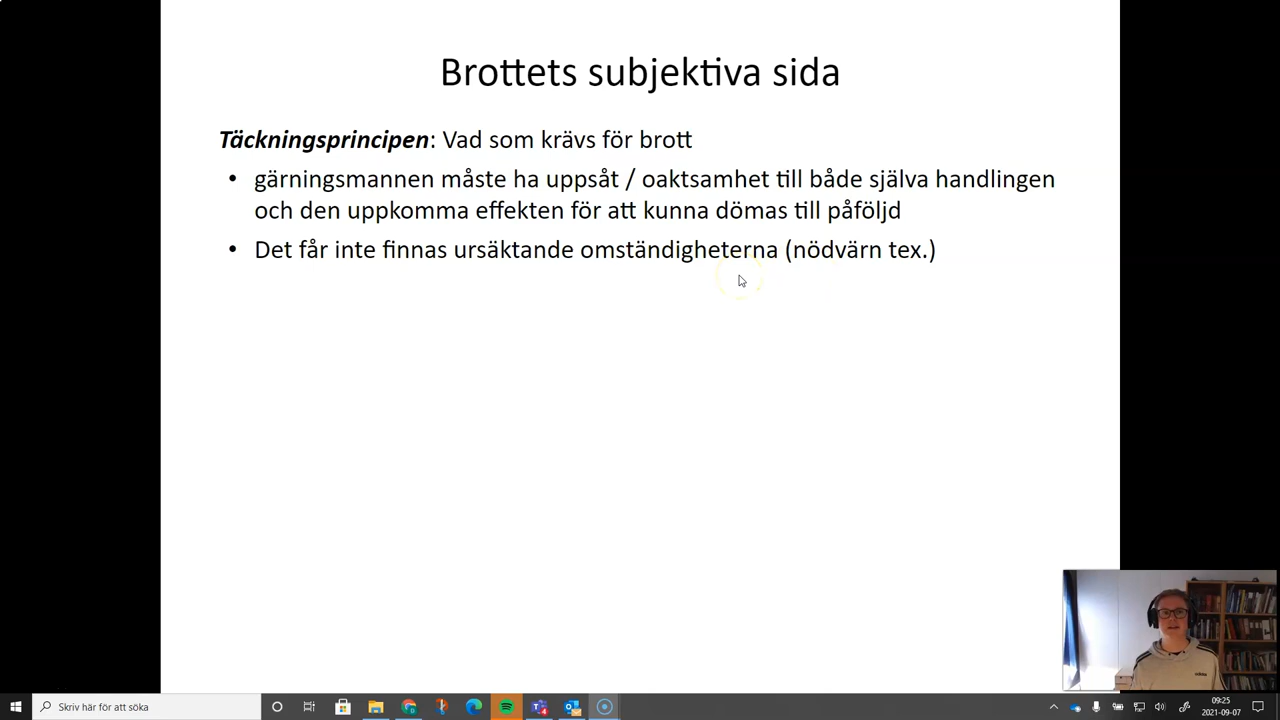 Brottets subjektiva sida
Täckningsprincipen: Vad som krävs för brott
• gärningsmannen måste ha uppsåt / oaktsamhet till både själva handlingen
och den uppkomma effekten för att kunna dömas till påföljd
• Det får inte finnas ursäktande omständigheterna (nödvärn tex.)
Skriv här för att söka
09:25
2021-09-07